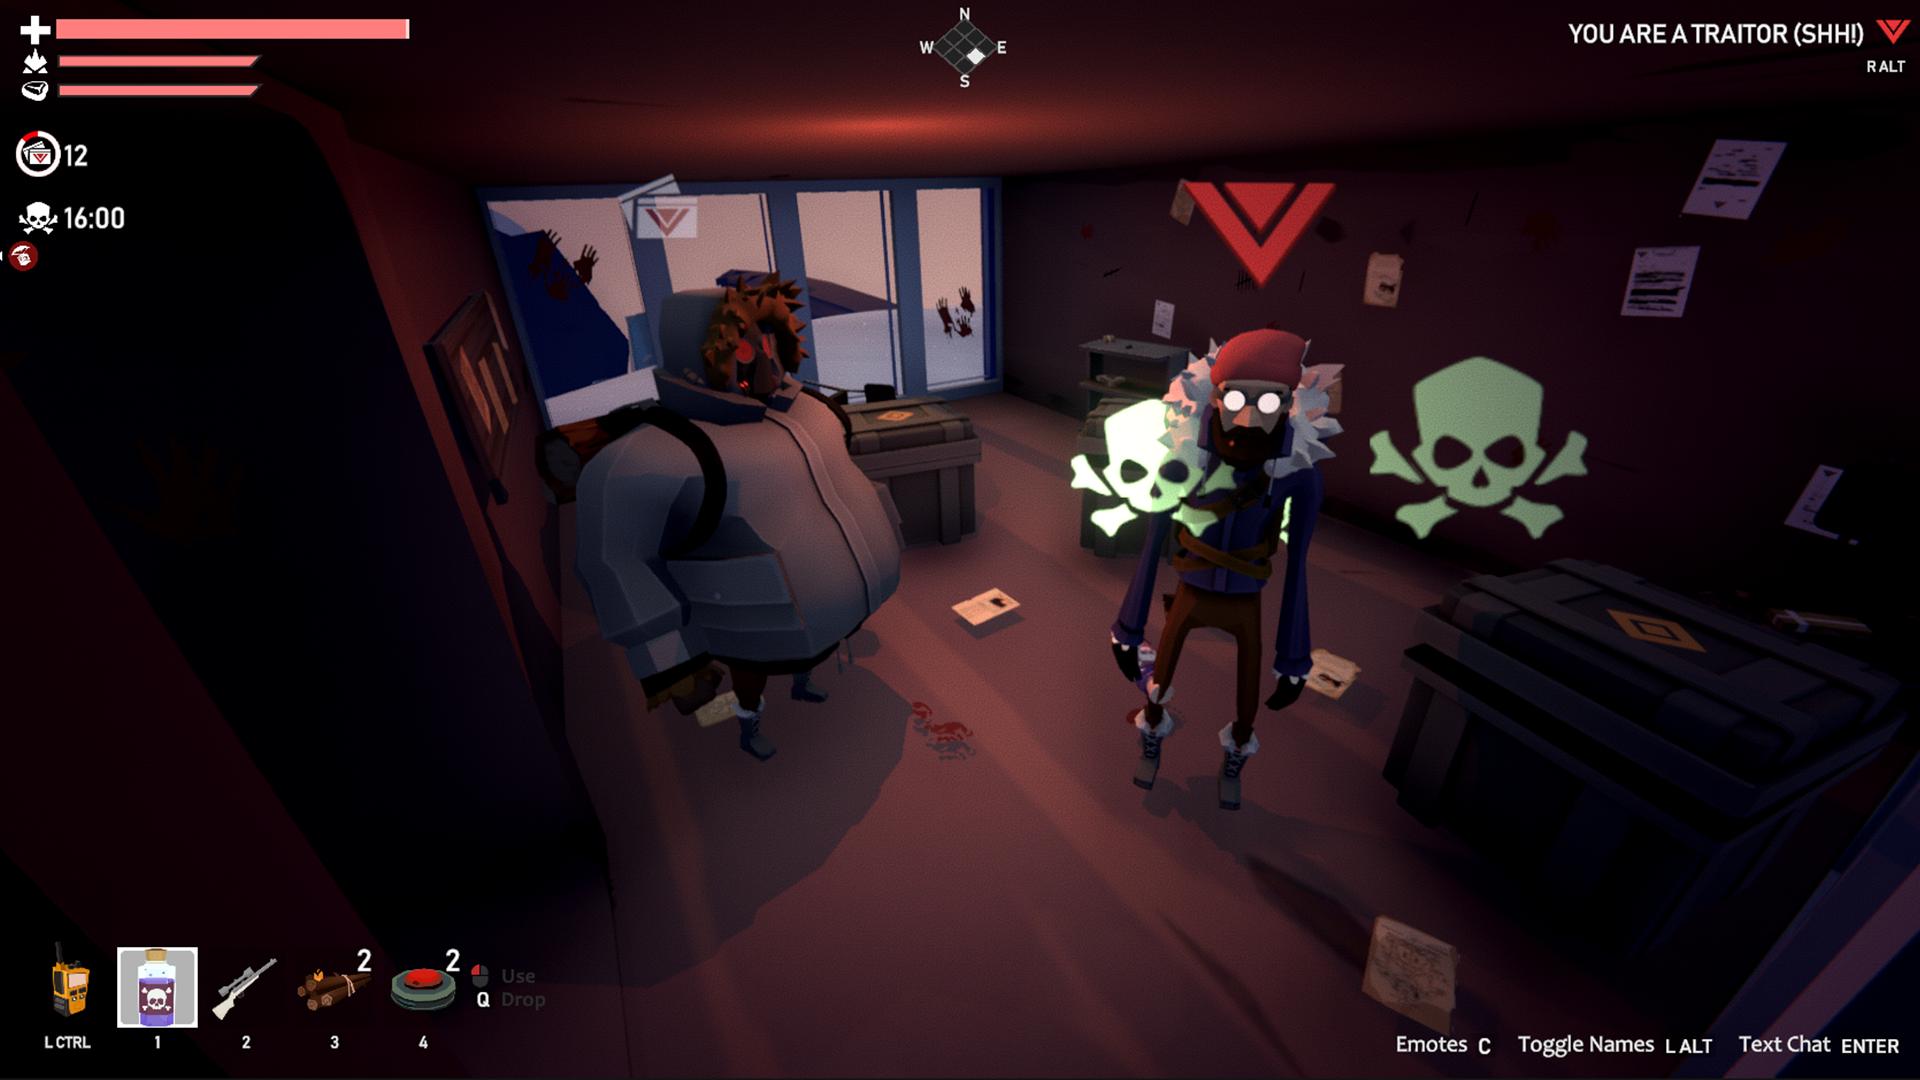 N
W E
S
YOU ARE A TRAITOR (SHH!)
R ALT
12
16:00
2
2
Use
Q Drop
L CTRL
1
2
3
4
Emotes C Toggle Names L ALT Text Chat ENTER